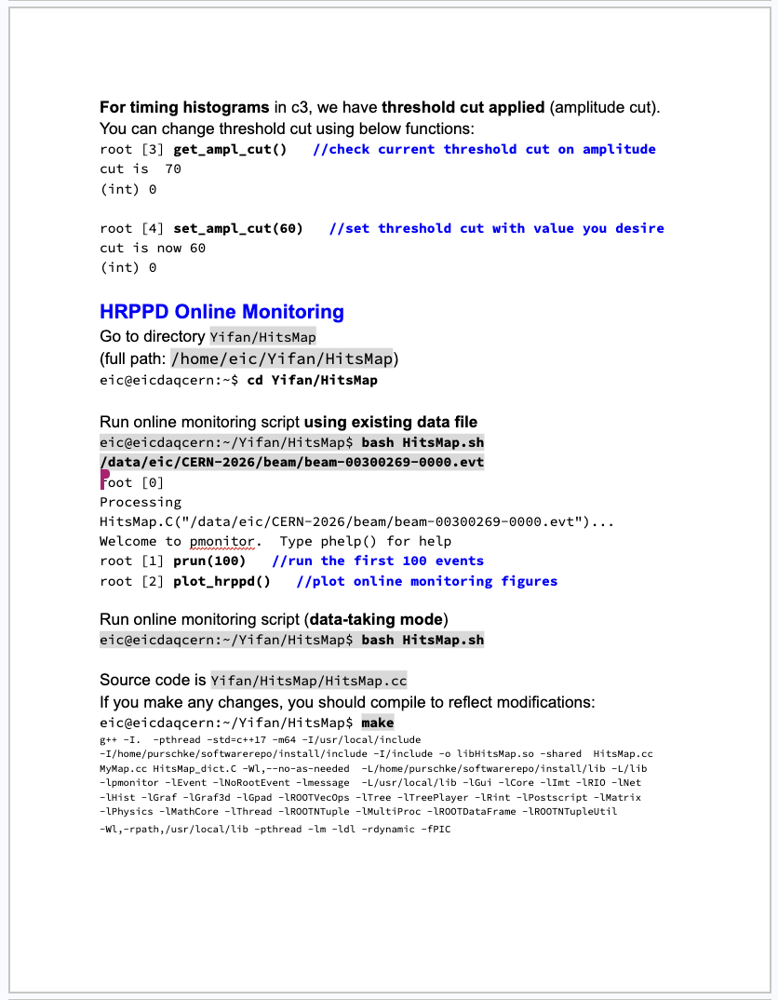 For timing histograms in c3, we have threshold cut applied (amplitude cut).
You can change threshold cut using below functions:
root [3] get_ampl_cut()   //check current threshold cut on amplitude
cut is  70
(int) 0
root [4] set_ampl_cut(60)   //set threshold cut with value you desire
cut is now 60
(int) 0
HRPPD Online Monitoring
Go to directory Yifan/HitsMap
(full path: /home/eic/Yifan/HitsMap)
eic@eicdaqcern:~$ cd Yifan/HitsMap
Run online monitoring script using existing data file
eic@eicdaqcern:~/Yifan/HitsMap$ bash HitsMap.sh
/data/eic/CERN-2026/beam/beam-00300269-0000.evt
root [0]
Processing
HitsMap.C("/data/eic/CERN-2026/beam/beam-00300269-0000.evt")...
Welcome to pmonitor.  Type phelp() for help
root [1] prun(100)   //run the first 100 events
root [2] plot_hrppd()   //plot online monitoring figures
Run online monitoring script (data-taking mode)
eic@eicdaqcern:~/Yifan/HitsMap$ bash HitsMap.sh
Source code is Yifan/HitsMap/HitsMap.cc
If you make any changes, you should compile to reflect modifications:
eic@eicdaqcern:~/Yifan/HitsMap$ make
g++ -I.  -pthread -std=c++17 -m64 -I/usr/local/include
-I/home/purschke/softwarerepo/install/include -I/include -o libHitsMap.so -shared  HitsMap.cc
MyMap.cc HitsMap_dict.C -Wl,--no-as-needed  -L/home/purschke/softwarerepo/install/lib -L/lib
-lpmonitor -lEvent -lNoRootEvent -lmessage  -L/usr/local/lib -lGui -lCore -lImt -lRIO -lNet
-lHist -lGraf -lGraf3d -lGpad -lROOTVecOps -lTree -lTreePlayer -lRint -lPostscript -lMatrix
-lPhysics -lMathCore -lThread -lROOTNTuple -lMultiProc -lROOTDataFrame -lROOTNTupleUtil
-Wl,-rpath,/usr/local/lib -pthread -lm -ldl -rdynamic -fPIC